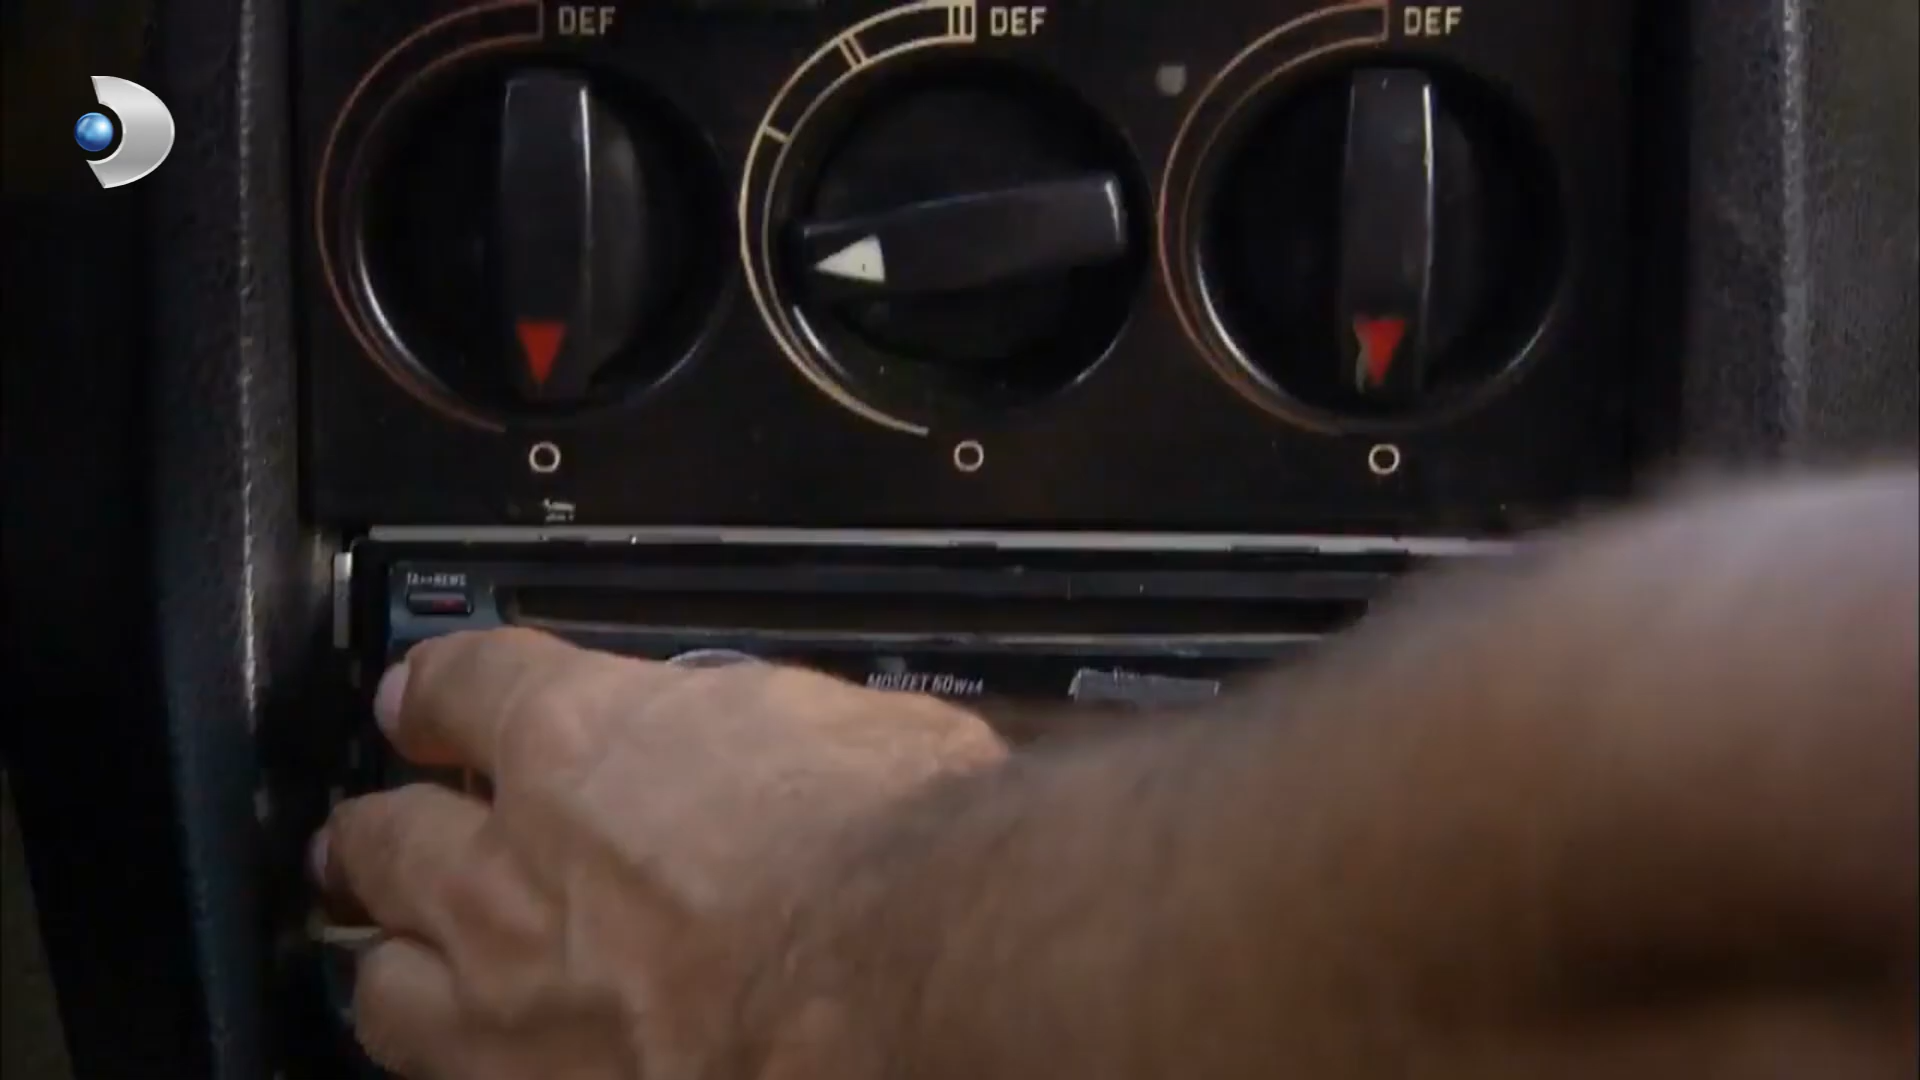 DEF DEF DEF
O O O
TA••NEWS
MOSFET 60Wx4